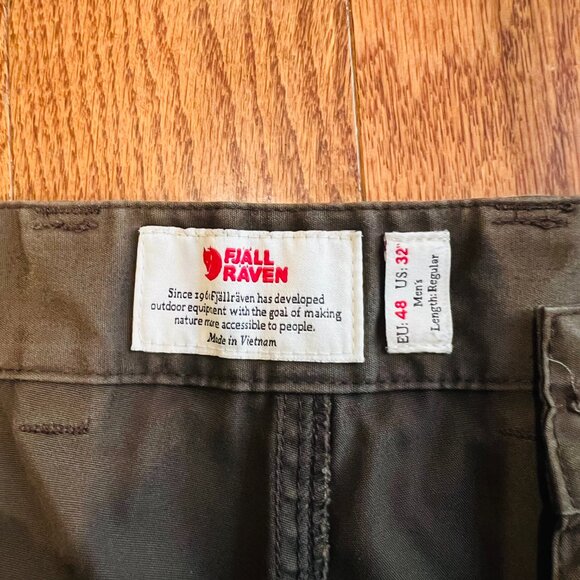 FJÄLL
RÄVEN
Since 1960 Fjällräven has developed
outdoor equipment with the goal of making
nature more accessible to people.
Made in Vietnam
EU: 48 US: 32"
Men's
Length: Regular